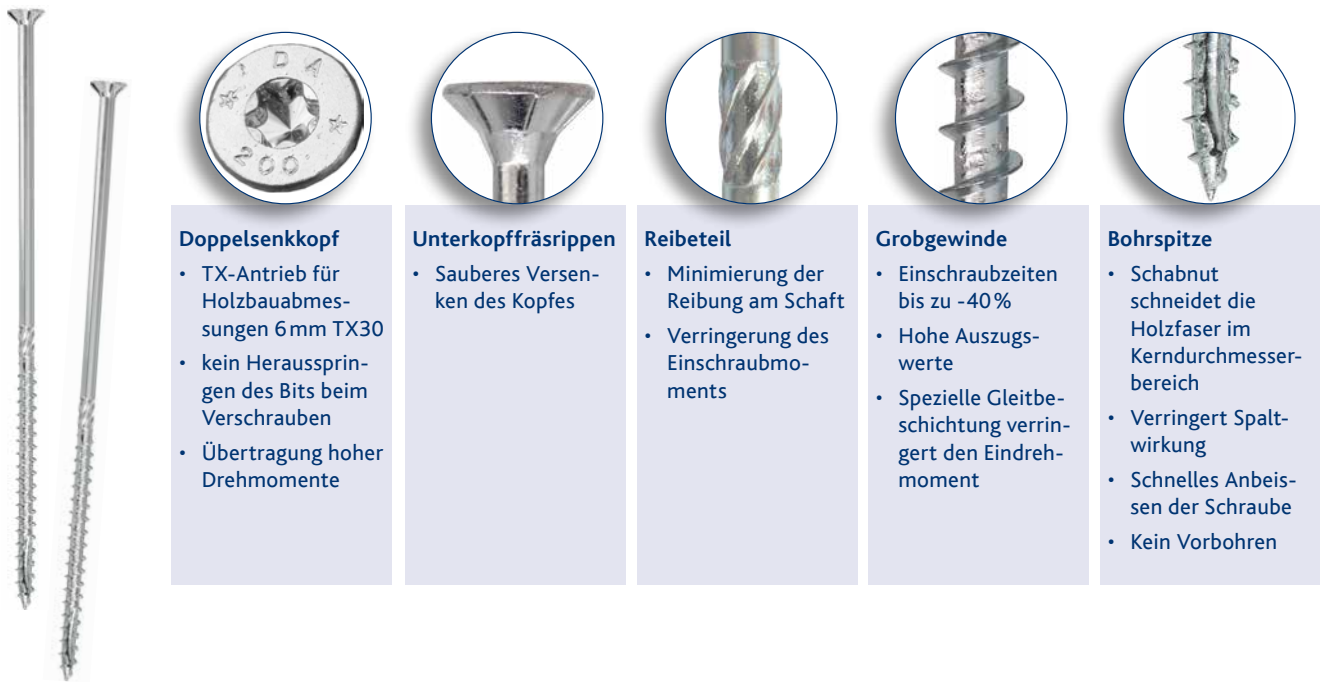 * I D A *
200
Doppelsenkkopf
• TX-Antrieb für
Holzbauabmes-
sungen 6 mm TX30
• kein Heraussprin-
gen des Bits beim
Verschrauben
• Übertragung hoher
Drehmomente
Unterkopffräsrippen
• Sauberes Versen-
ken des Kopfes
Reibeteil
• Minimierung der
Reibung am Schaft
• Verringerung des
Einschraubmo-
ments
Grobgewinde
• Einschraubzeiten
bis zu -40 %
• Hohe Auszugs-
werte
• Spezielle Gleitbe-
schichtung verrin-
gert den Eindreh-
moment
Bohrspitze
• Schabnut
schneidet die
Holzfaser im
Kerndurchmesser-
bereich
• Verringert Spalt-
wirkung
• Schnelles Anbeis-
sen der Schraube
• Kein Vorbohren